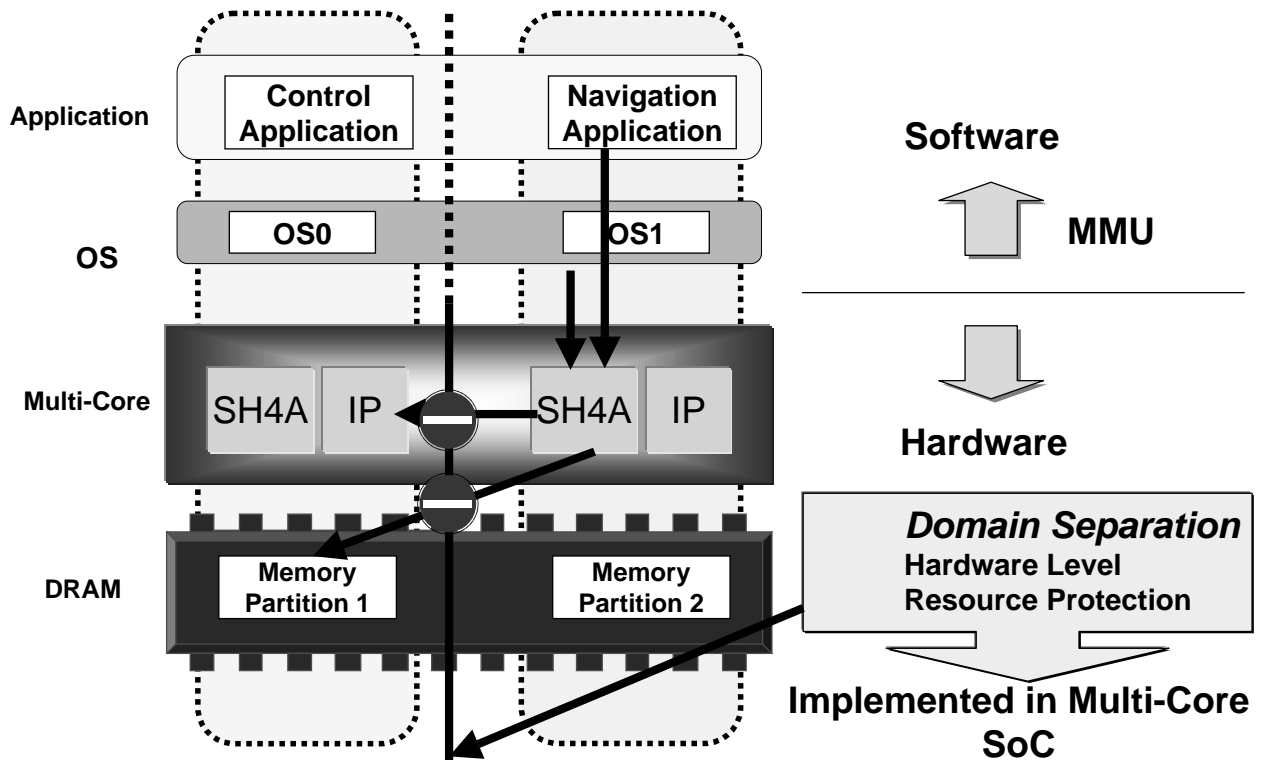 Application
Control
Application
Navigation
Application
OS
OS0
OS1
Multi-Core
SH4A
IP
SH4A
IP
DRAM
Memory
Partition 1
Memory
Partition 2
Software
MMU
Hardware
Domain Separation
Hardware Level
Resource Protection
Implemented in Multi-Core
SoC